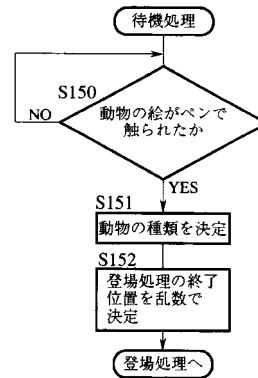 待機処理
S150
動物の絵がペンで
触られたか
NO
YES
S151
動物の種類を決定
S152
登場処理の終了
位置を乱数で
決定
登場処理へ